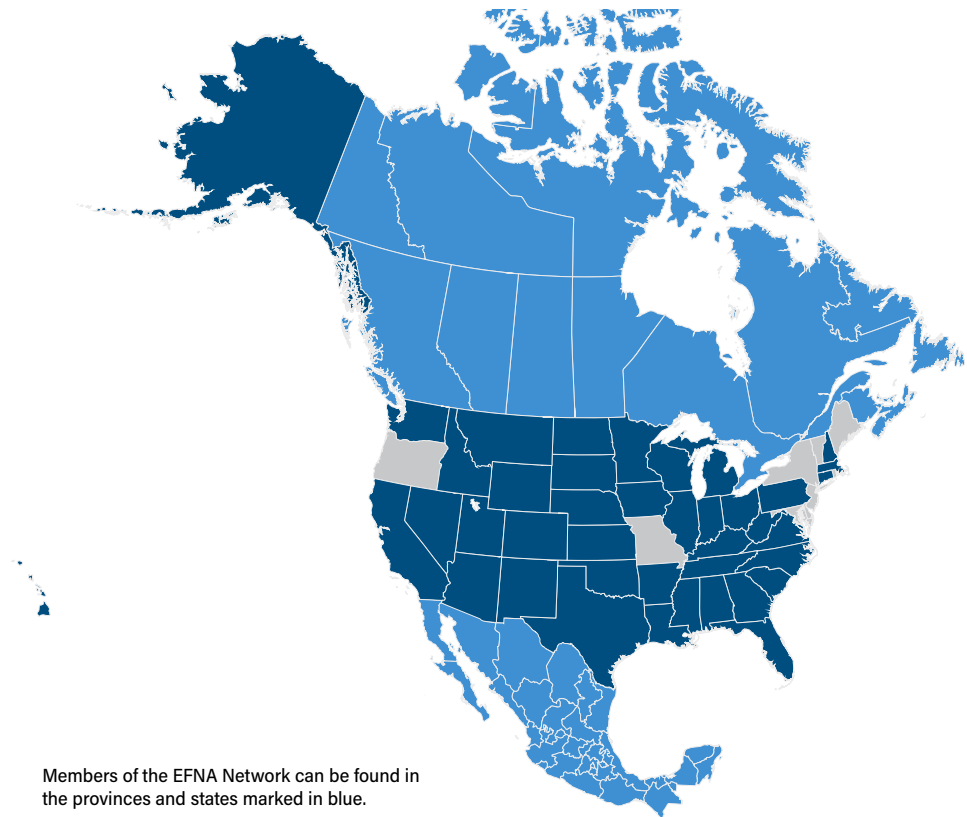 Members of the EFNA Network can be found in
the provinces and states marked in blue.